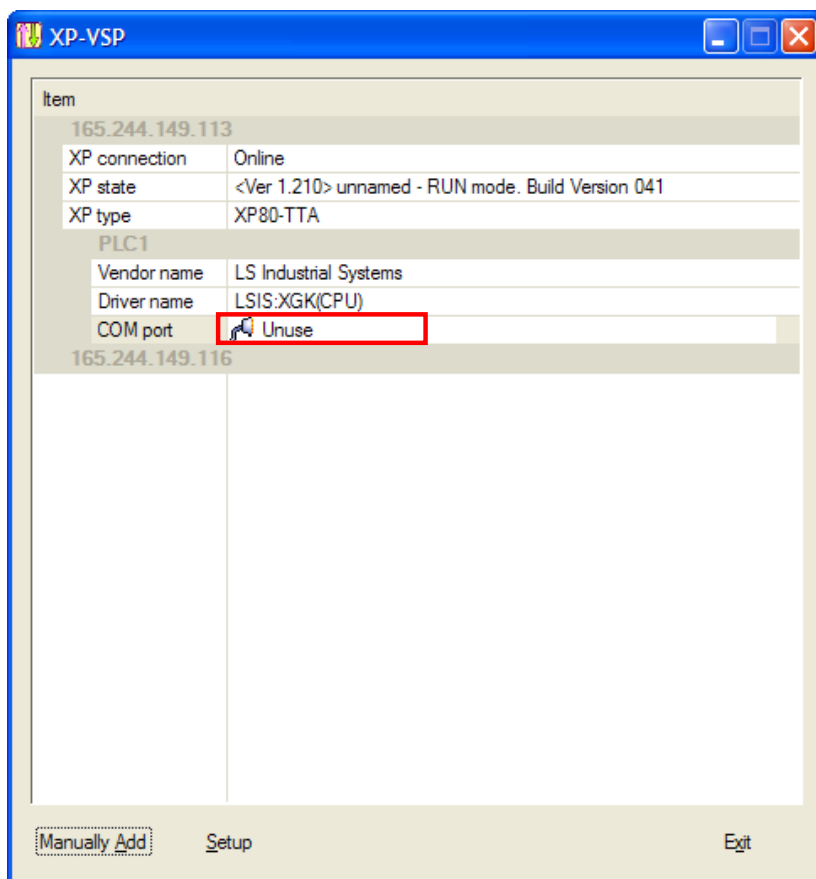 XP-VSP
Item
165.244.149.113
XP connection Online
XP state <Ver 1.210> unnamed - RUN mode. Build Version 041
XP type XP80-TTA
PLC1
Vendor name LS Industrial Systems
Driver name LSIS:XGK(CPU)
COM port Unuse
165.244.149.116
Manually Add Setup Exit